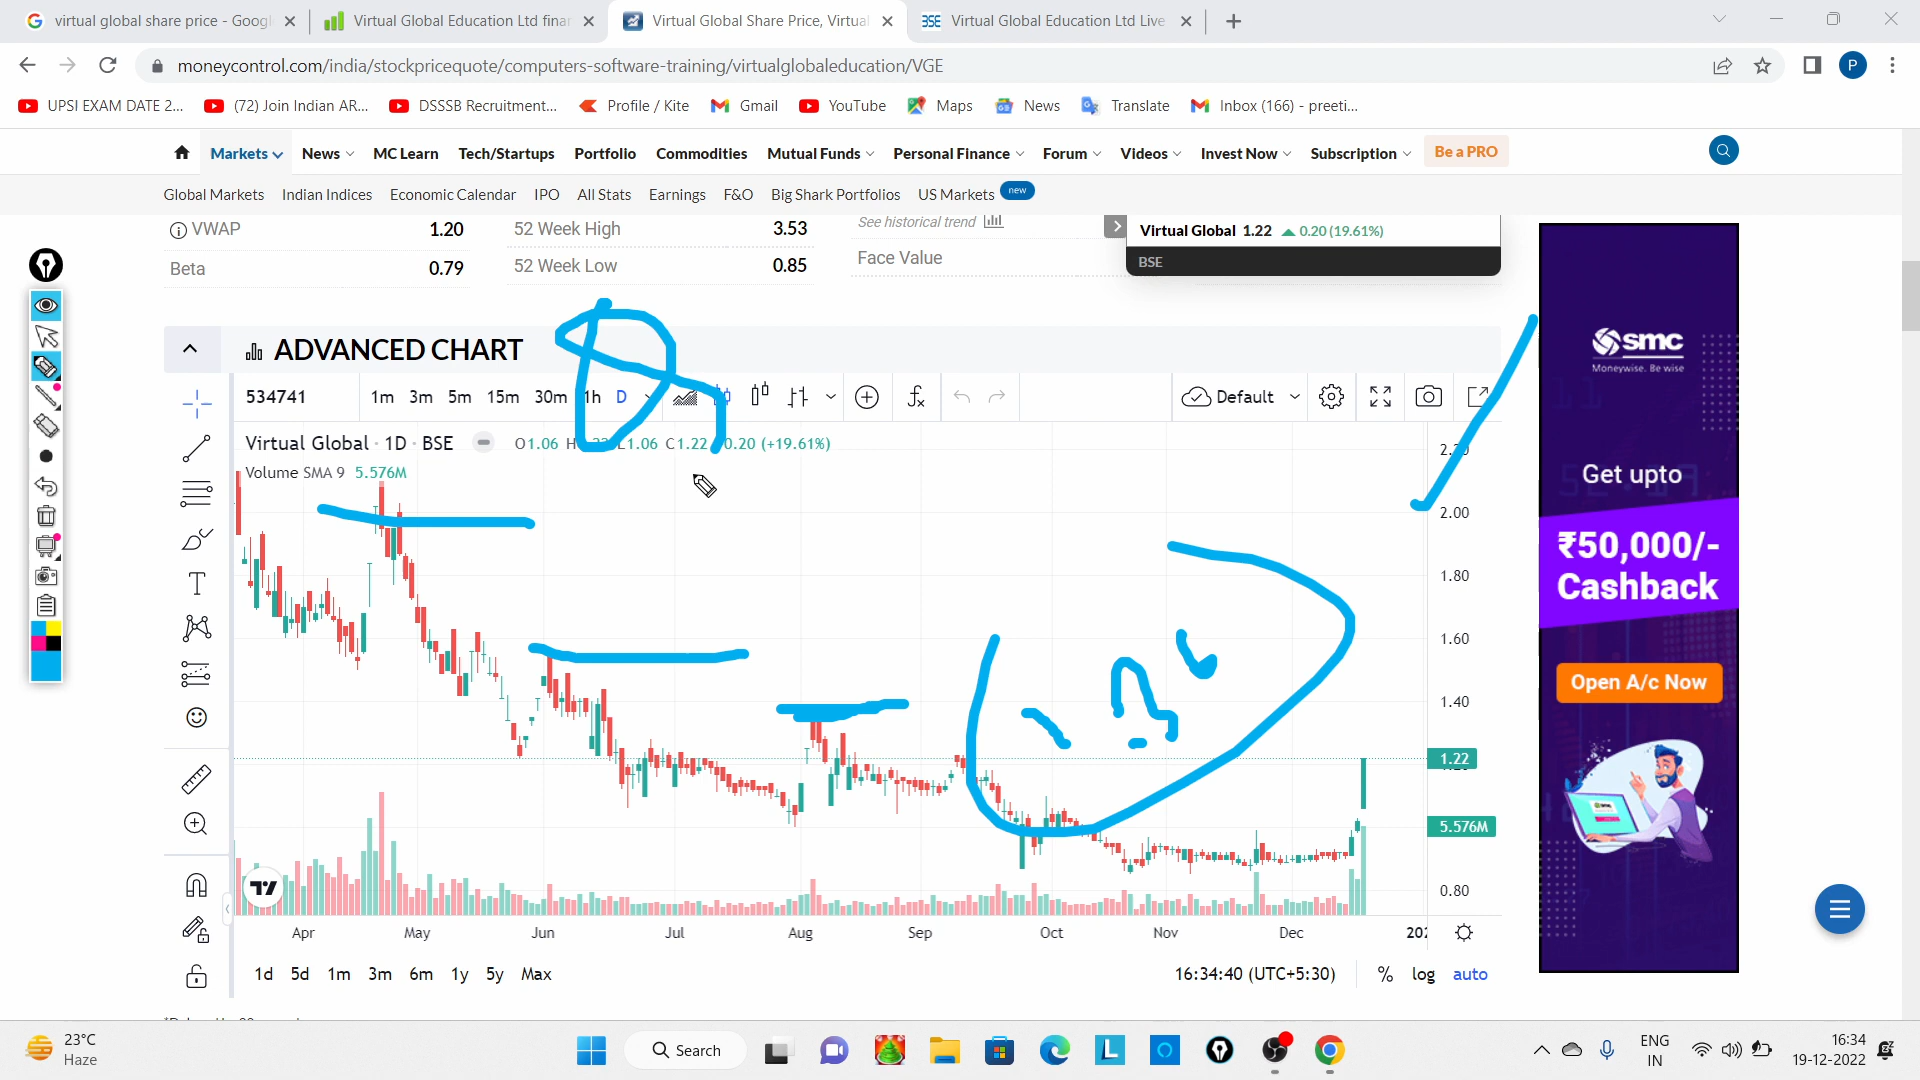 virtual global share price - Googl
Virtual Global Education Ltd finan
Virtual Global Share Price, Virtual
BSE Virtual Global Education Ltd Live
moneycontrol.com/india/stockpricequote/computers-software-training/virtualglobaleducation/VGE
P
UPSI EXAM DATE 2... (72) Join Indian AR... DSSSB Recruitment... Profile / Kite Gmail YouTube Maps News Translate Inbox (166) - preeti...
Markets News MC Learn Tech/Startups Portfolio Commodities Mutual Funds Personal Finance Forum Videos Invest Now Subscription Be a PRO
Global Markets Indian Indices Economic Calendar IPO All Stats Earnings F&O Big Shark Portfolios US Markets new
VWAP 1.20 52 Week High 3.53 See historical trend
Virtual Global 1.22 0.20 (19.61%)
Beta 0.79 52 Week Low 0.85 Face Value
BSE
ADVANCED CHART
534741 1m 3m 5m 15m 30m 1h D Default
Virtual Global · 1D · BSE O1.06 L1.06 C1.22 0.20 (+19.61%)
Volume SMA 9 5.576M
2.00
1.80
1.60
1.40
1.22
5.576M
0.80
Apr May Jun Jul Aug Sep Oct Nov Dec
1d 5d 1m 3m 6m 1y 5y Max 16:34:40 (UTC+5:30) % log auto
smc
Moneywise. Be wise
Get upto
₹50,000/-
Cashback
Open A/c Now
23°C
Haze
Search
ENG
IN
16:34
19-12-2022